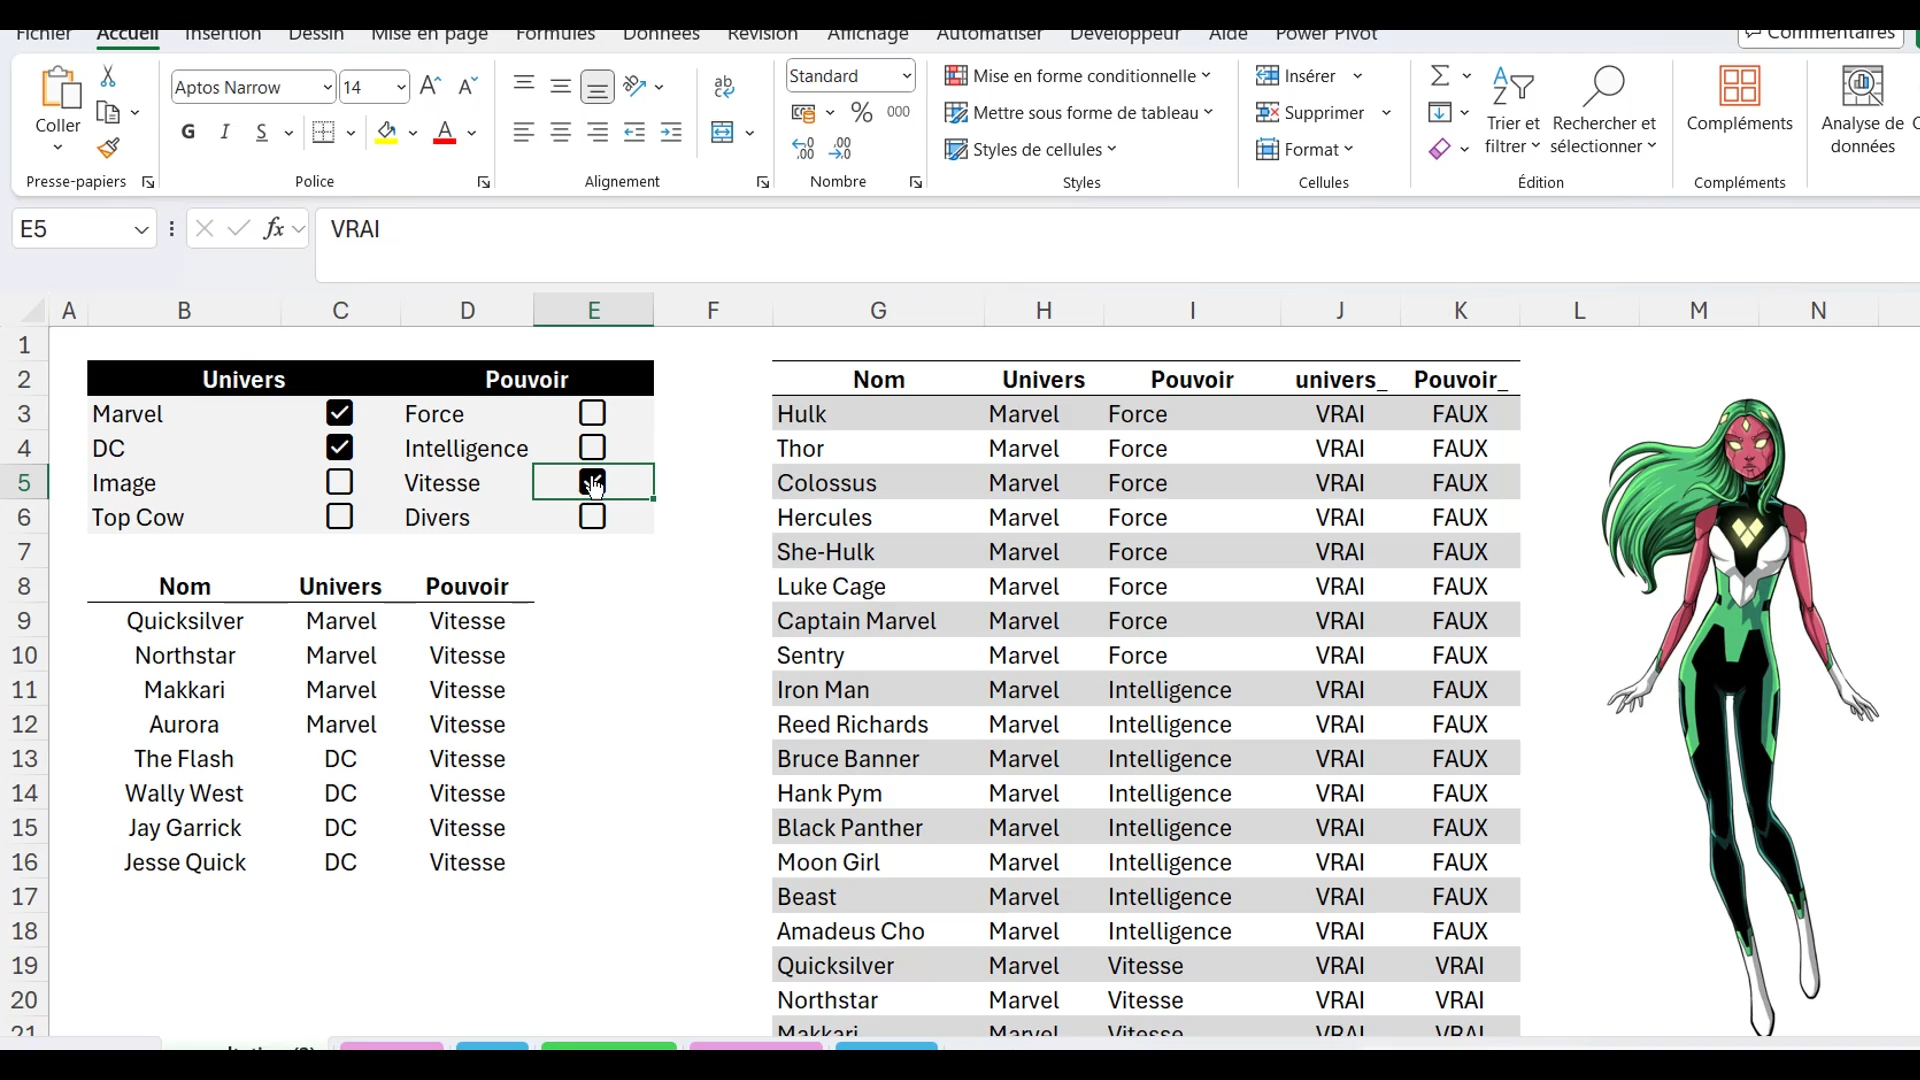 Fichier Accueil Insertion Dessin Mise en page Formules Données Révision Affichage Automatiser Développeur Aide Power Pivot Commentaires
Aptos Narrow 14 Standard Mise en forme conditionnelle Insérer
Coller Mettre sous forme de tableau Supprimer Trier et filtrer Rechercher et sélectionner Compléments Analyse de données
G I S % 000 Styles de cellules Format
Presse-papiers Police Alignement Nombre Styles Cellules Édition Compléments
E5 fx VRAI
A B C D E F G H I J K L M N
1
2 Univers Pouvoir Nom Univers Pouvoir univers_ Pouvoir_
3 Marvel Force Hulk Marvel Force VRAI FAUX
4 DC Intelligence Thor Marvel Force VRAI FAUX
5 Image Vitesse Colossus Marvel Force VRAI FAUX
6 Top Cow Divers Hercules Marvel Force VRAI FAUX
7 She-Hulk Marvel Force VRAI FAUX
8 Nom Univers Pouvoir Luke Cage Marvel Force VRAI FAUX
9 Quicksilver Marvel Vitesse Captain Marvel Marvel Force VRAI FAUX
10 Northstar Marvel Vitesse Sentry Marvel Force VRAI FAUX
11 Makkari Marvel Vitesse Iron Man Marvel Intelligence VRAI FAUX
12 Aurora Marvel Vitesse Reed Richards Marvel Intelligence VRAI FAUX
13 The Flash DC Vitesse Bruce Banner Marvel Intelligence VRAI FAUX
14 Wally West DC Vitesse Hank Pym Marvel Intelligence VRAI FAUX
15 Jay Garrick DC Vitesse Black Panther Marvel Intelligence VRAI FAUX
16 Jesse Quick DC Vitesse Moon Girl Marvel Intelligence VRAI FAUX
17 Beast Marvel Intelligence VRAI FAUX
18 Amadeus Cho Marvel Intelligence VRAI FAUX
19 Quicksilver Marvel Vitesse VRAI VRAI
20 Northstar Marvel Vitesse VRAI VRAI
21 Makkari Marvel Vitesse VRAI VRAI